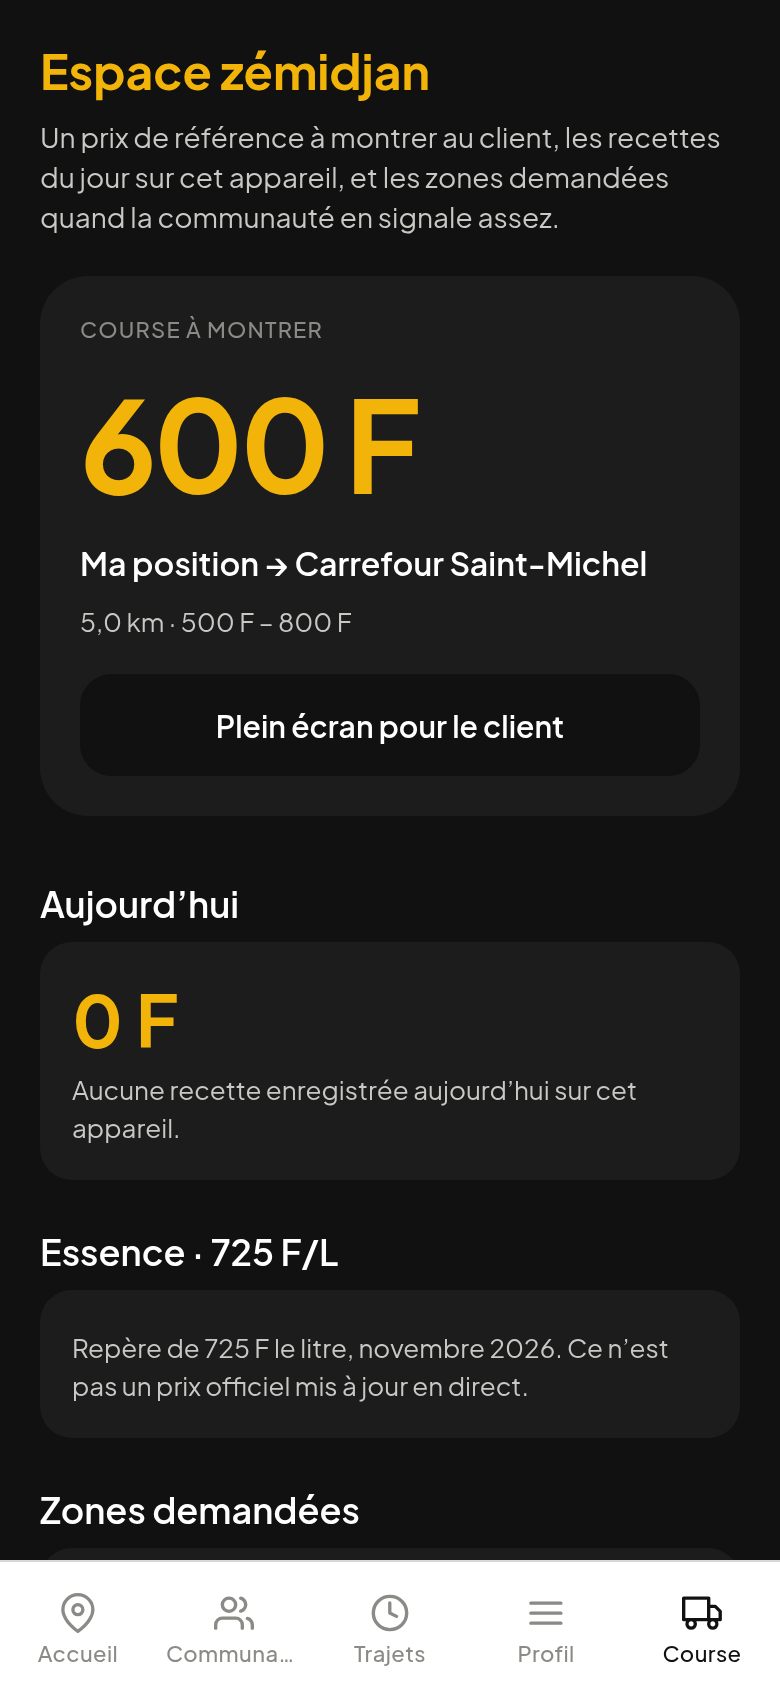 Espace zémidjan
Un prix de référence à montrer au client, les recettes
du jour sur cet appareil, et les zones demandées
quand la communauté en signale assez.
COURSE À MONTRER
600 F
Ma position → Carrefour Saint-Michel
5,0 km · 500 F – 800 F
Plein écran pour le client
Aujourd’hui
0 F
Aucune recette enregistrée aujourd’hui sur cet
appareil.
Essence · 725 F/L
Repère de 725 F le litre, novembre 2026. Ce n’est
pas un prix officiel mis à jour en direct.
Zones demandées
Accueil
Communa…
Trajets
Profil
Course